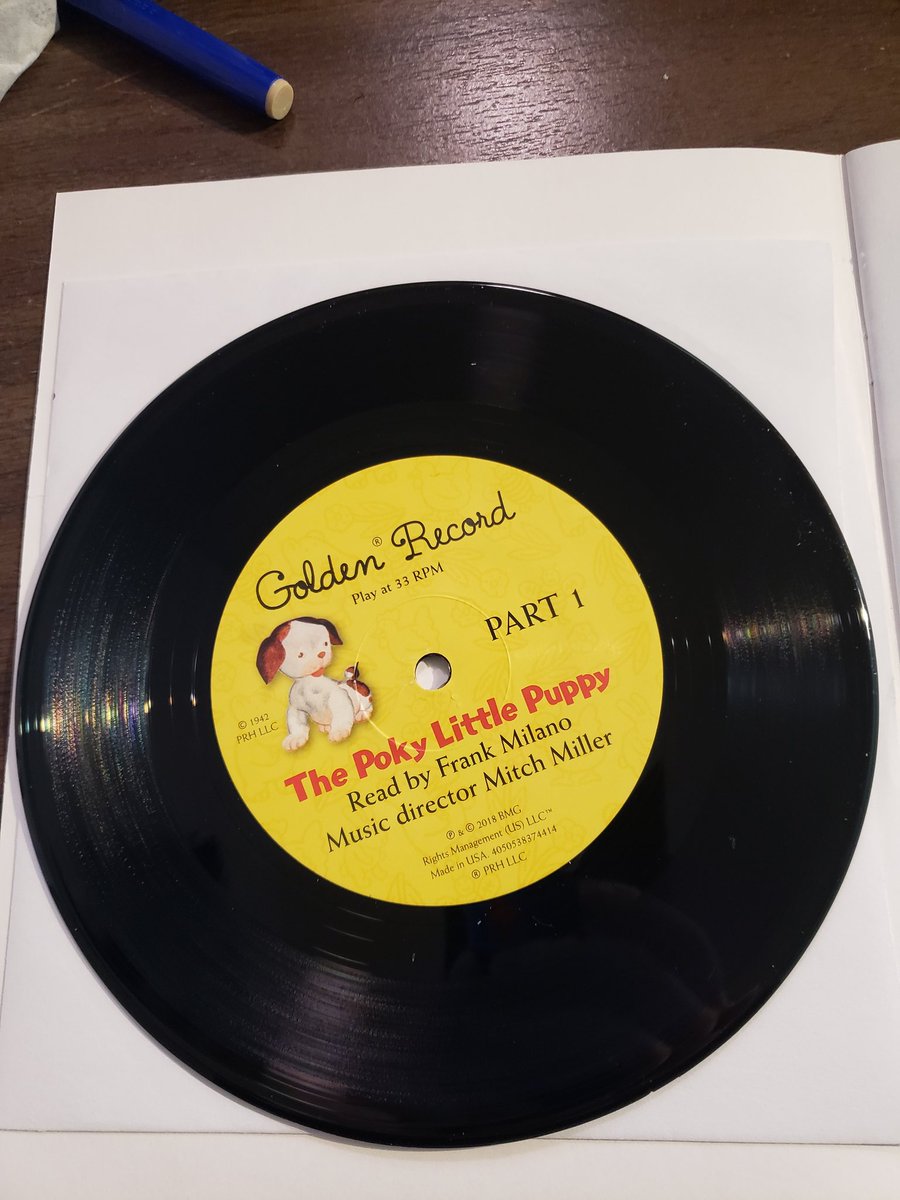 Golden® Record
Play at 33 RPM
PART 1
© 1942
PRH LLC
The Poky Little Puppy
Read by Frank Milano
Music director Mitch Miller
℗ & © 2018 BMG
Rights Management (US) LLC™
Made in USA. 4050538374414
® PRH LLC